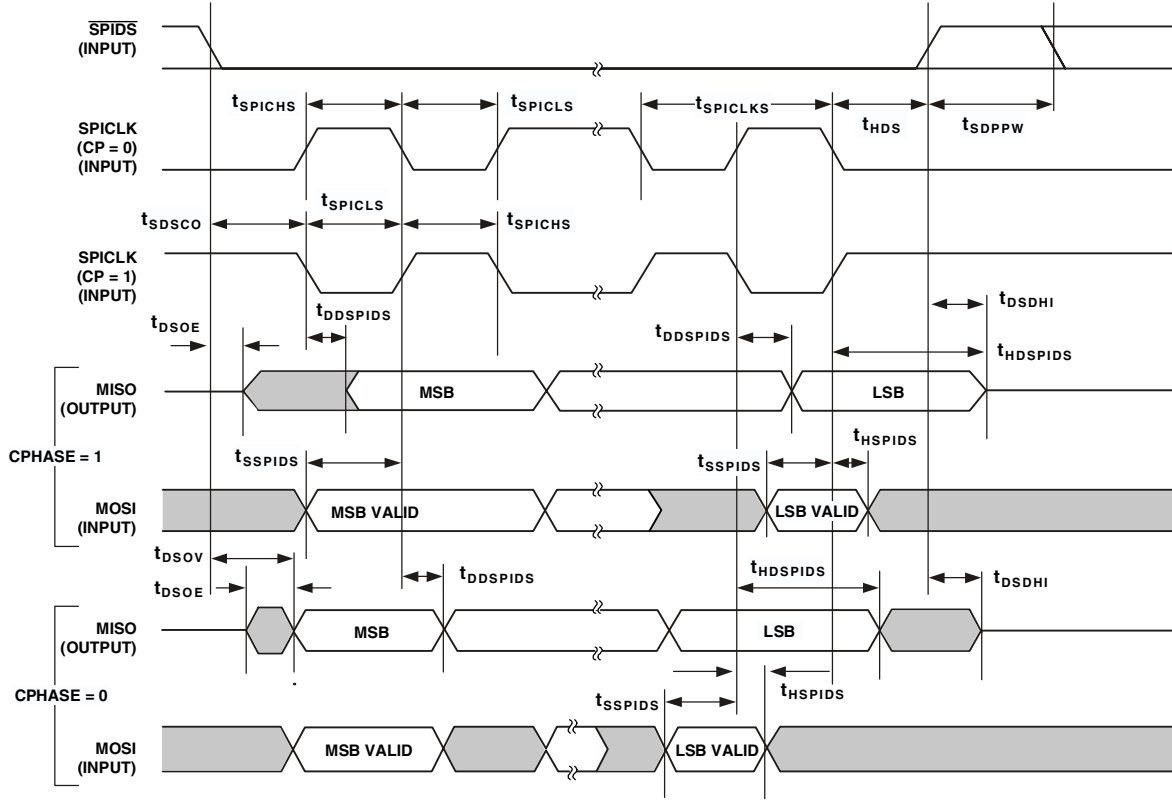 SPIDS
(INPUT)
tSPICHS
tSPICLS
tSPICLKS
tHDS
tSDPPW
SPICLK
(CP = 0)
(INPUT)
tSDSCO
tSPICLS
tSPICHS
SPICLK
(CP = 1)
(INPUT)
tDSOE
tDDSPIDS
tDDSPIDS
tDSDHI
tHDSPIDS
MISO
(OUTPUT)
MSB
LSB
CPHASE = 1
tSSPIDS
tSSPIDS
tHSPIDS
MOSI
(INPUT)
MSB VALID
LSB VALID
tDSOV
tDSOE
tDDSPIDS
tHDSPIDS
tDSDHI
MISO
(OUTPUT)
MSB
LSB
CPHASE = 0
tSSPIDS
tHSPIDS
MOSI
(INPUT)
MSB VALID
LSB VALID